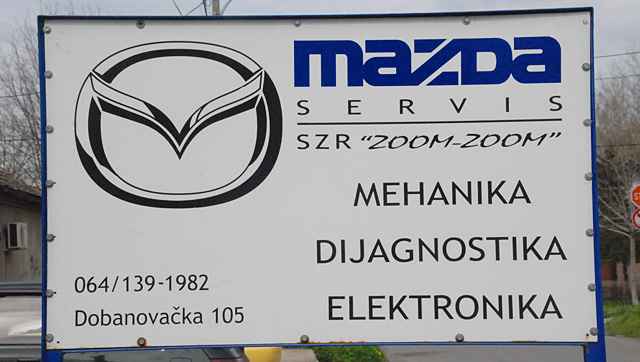 mazda
SERVIS
SZR "ZOOM-ZOOM"
MEHANIKA
DIJAGNOSTIKA
ELEKTRONIKA
064/139-1982
Dobanovačka 105